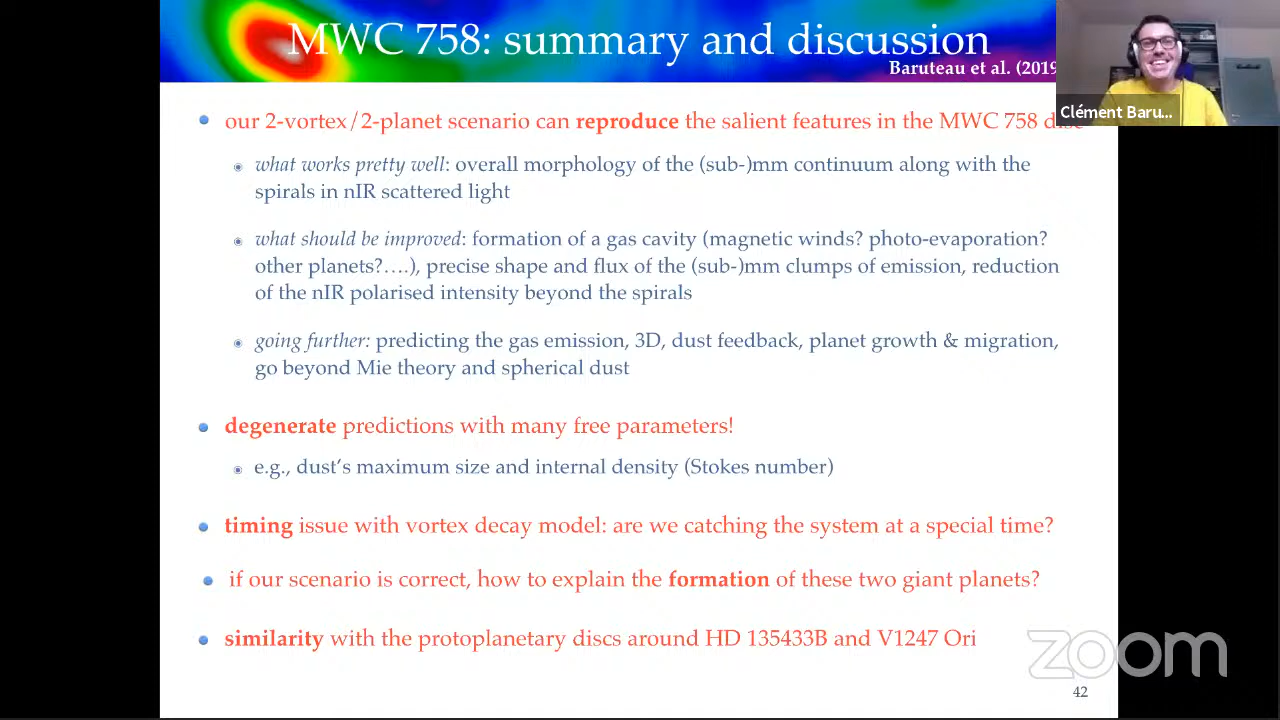 MWC 758: summary and discussion
Baruteau et al. (2019
Clément Baru...
our 2-vortex/2-planet scenario can reproduce the salient features in the MWC 758 disc
what works pretty well: overall morphology of the (sub-)mm continuum along with the
spirals in nIR scattered light
what should be improved: formation of a gas cavity (magnetic winds? photo-evaporation?
other planets?....), precise shape and flux of the (sub-)mm clumps of emission, reduction
of the nIR polarised intensity beyond the spirals
going further: predicting the gas emission, 3D, dust feedback, planet growth & migration,
go beyond Mie theory and spherical dust
degenerate predictions with many free parameters!
e.g., dust's maximum size and internal density (Stokes number)
timing issue with vortex decay model: are we catching the system at a special time?
if our scenario is correct, how to explain the formation of these two giant planets?
similarity with the protoplanetary discs around HD 135433B and V1247 Ori
zoom
42